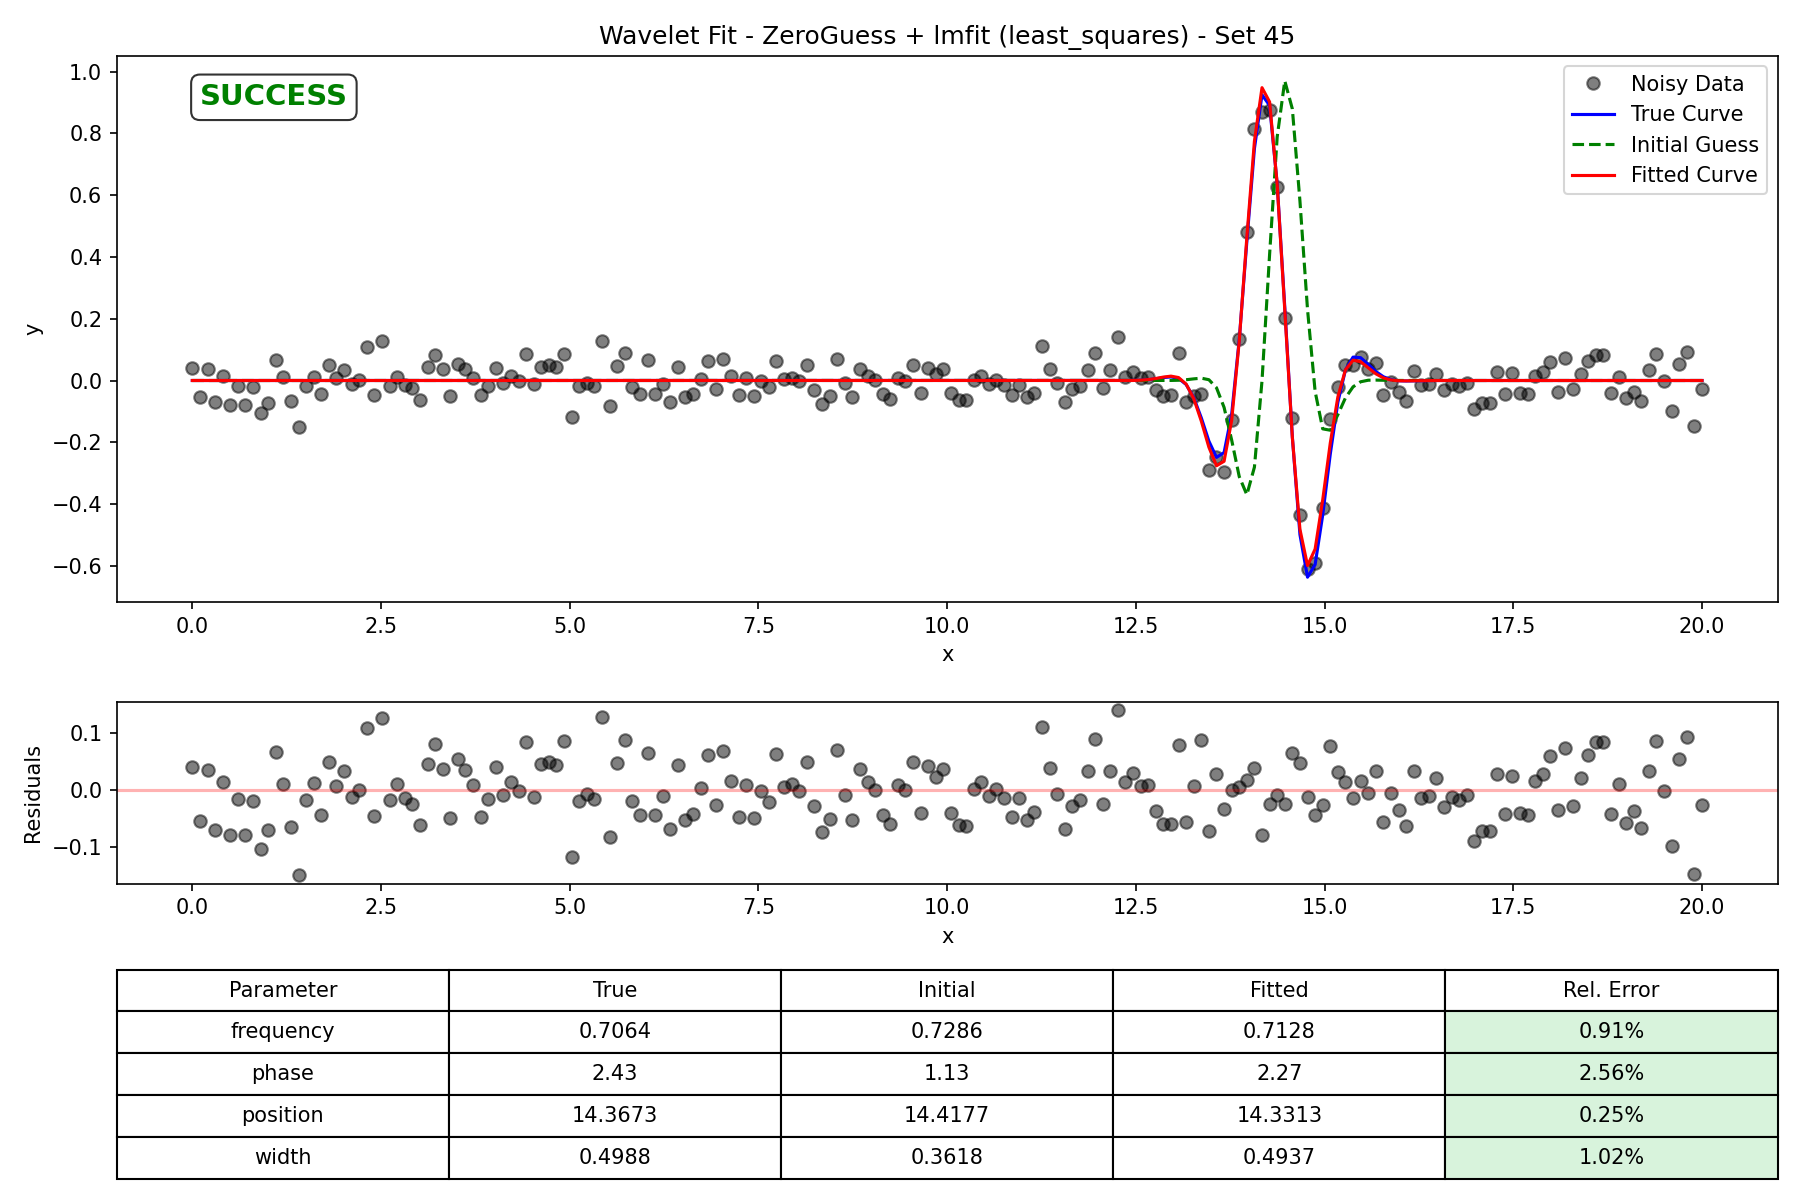 Wavelet Fit - ZeroGuess + lmfit (least_squares) - Set 45
SUCCESS
Noisy Data
True Curve
Initial Guess
Fitted Curve
y
1.0
0.8
0.6
0.4
0.2
0.0
−0.2
−0.4
−0.6
0.0 2.5 5.0 7.5 10.0 12.5 15.0 17.5 20.0
x
Residuals
0.1
0.0
−0.1
0.0 2.5 5.0 7.5 10.0 12.5 15.0 17.5 20.0
x
Parameter True Initial Fitted Rel. Error
frequency 0.7064 0.7286 0.7128 0.91%
phase 2.43 1.13 2.27 2.56%
position 14.3673 14.4177 14.3313 0.25%
width 0.4988 0.3618 0.4937 1.02%